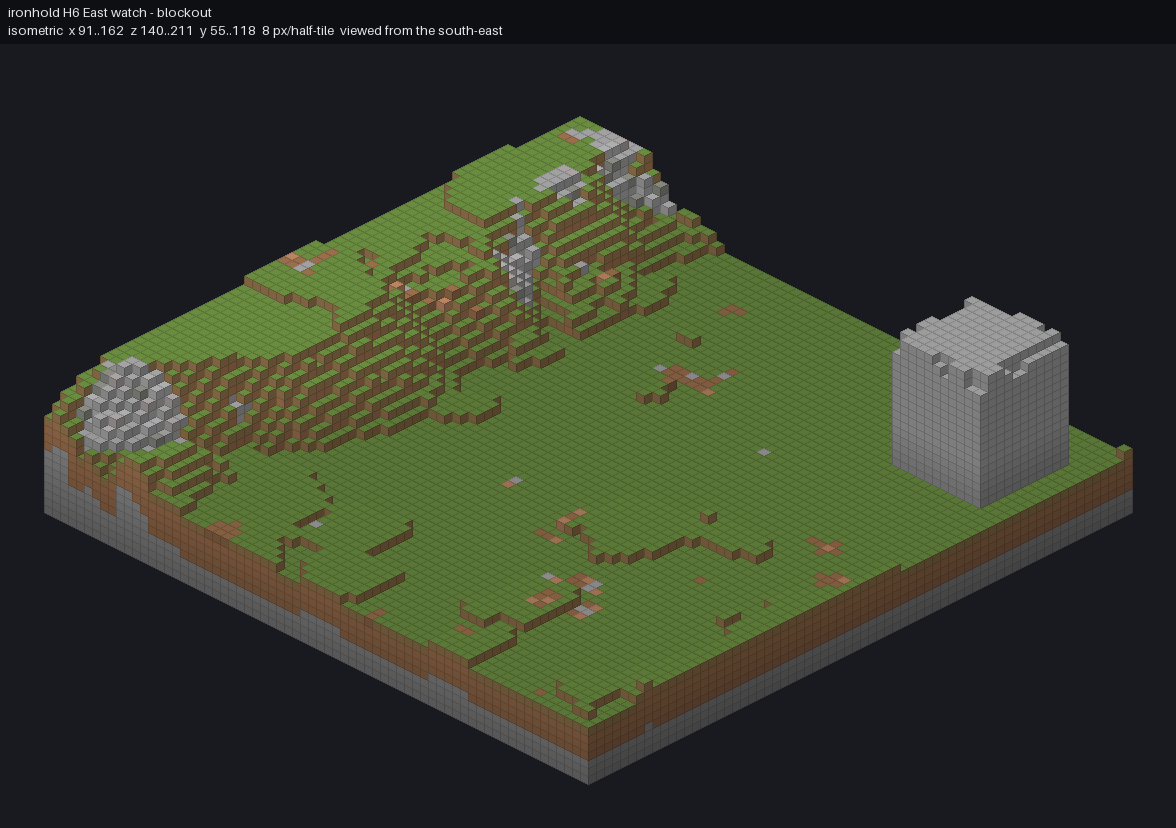 ironhold H6 East watch - blockout
isometric  x 91..162  z 140..211  y 55..118  8 px/half-tile  viewed from the south-east